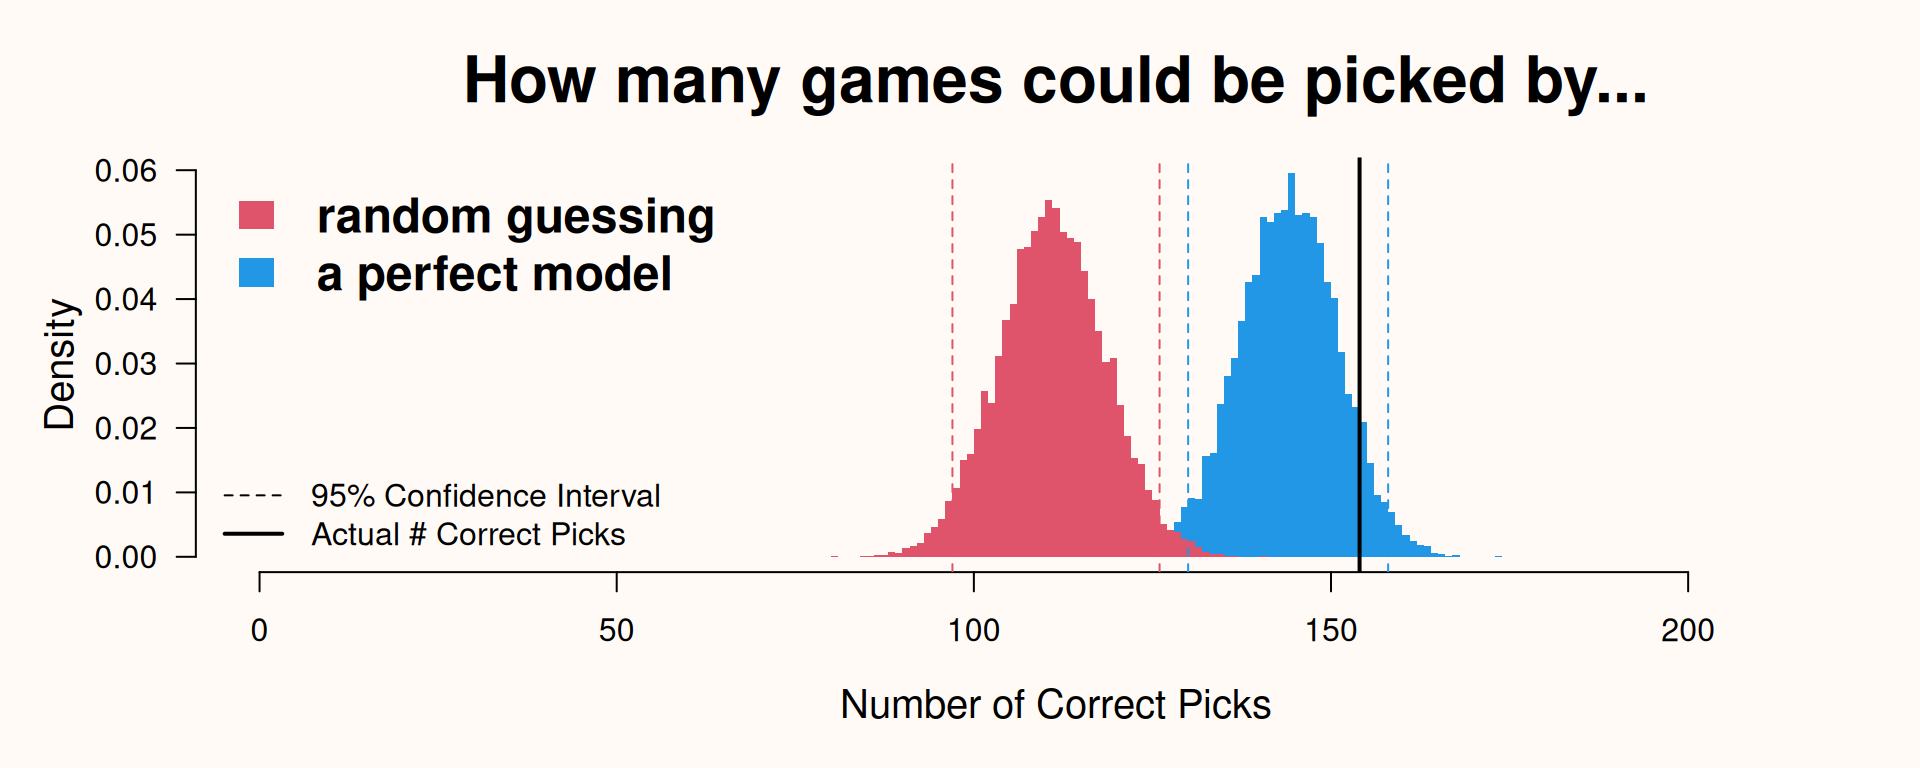 How many games could be picked by...
random guessing
a perfect model
95% Confidence Interval
Actual # Correct Picks
Density
0.06
0.05
0.04
0.03
0.02
0.01
0.00
0 50 100 150 200
Number of Correct Picks